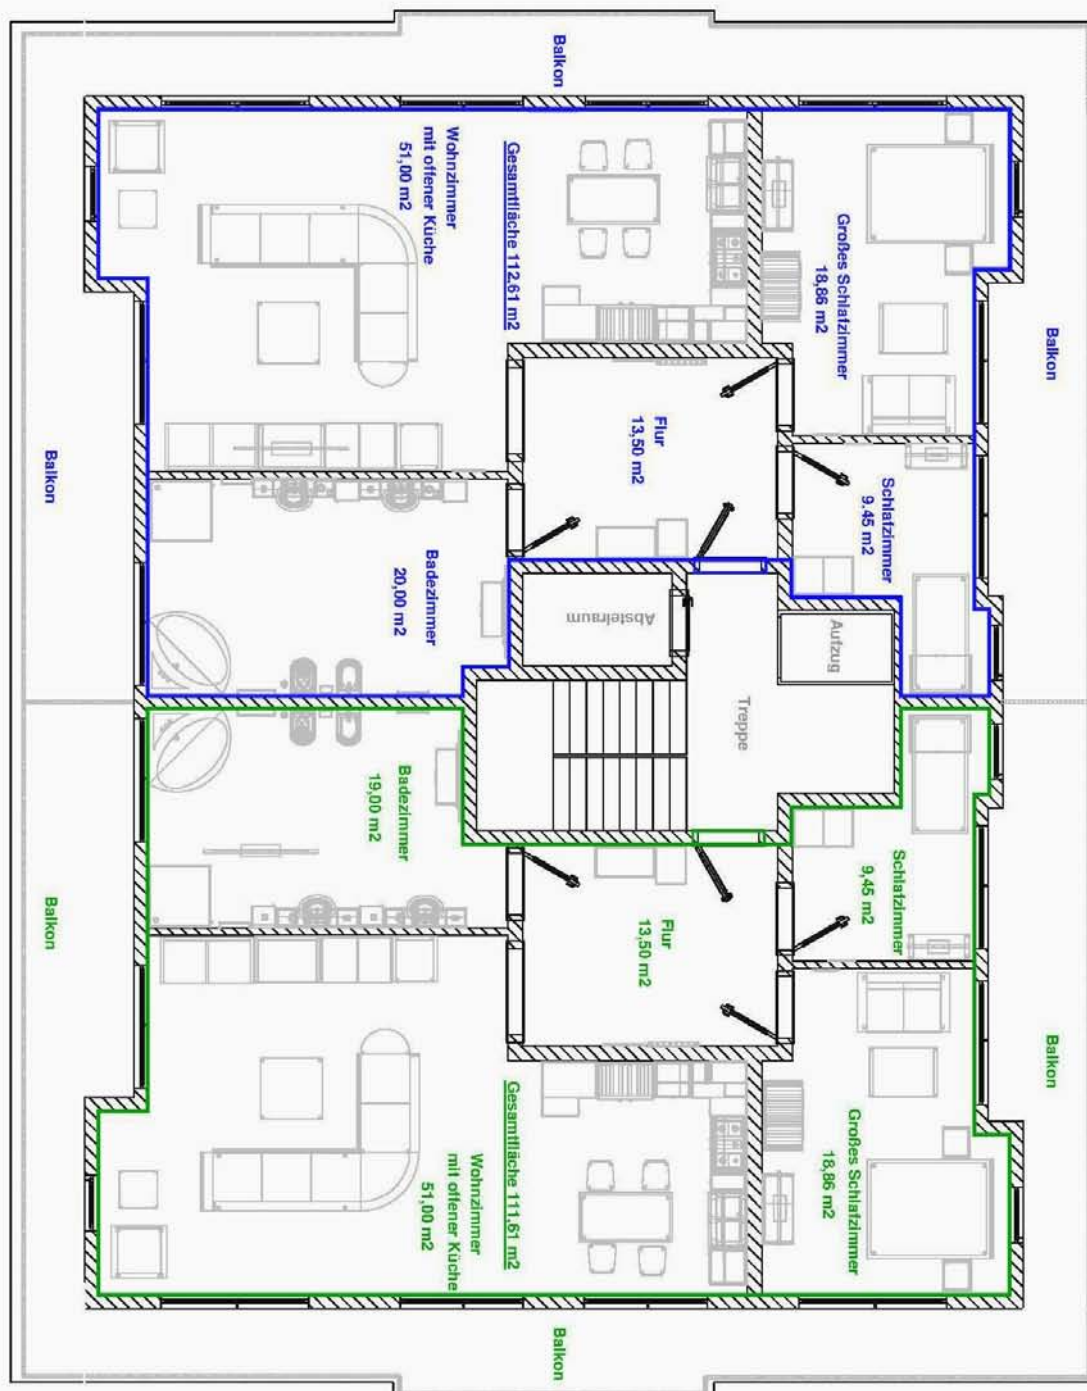 Balkon
Wohnzimmer
mit offener Küche
51,00 m2
Gesamtfläche 112,61 m2
Großes Schlafzimmer
18,86 m2
Balkon
Flur
13,50 m2
Schlafzimmer
9.45 m2
Balkon
Badezimmer
20,00 m2
Abstelraum
Aufzug
Treppe
Badezimmer
19,00 m2
Schlafzimmer
9,45 m2
Balkon
Flur
13,50 m2
Balkon
Gesamtfläche 111,61 m2
Wohnzimmer
mit offener Küche
51,00 m2
Großes Schlafzimmer
18,86 m2
Balkon